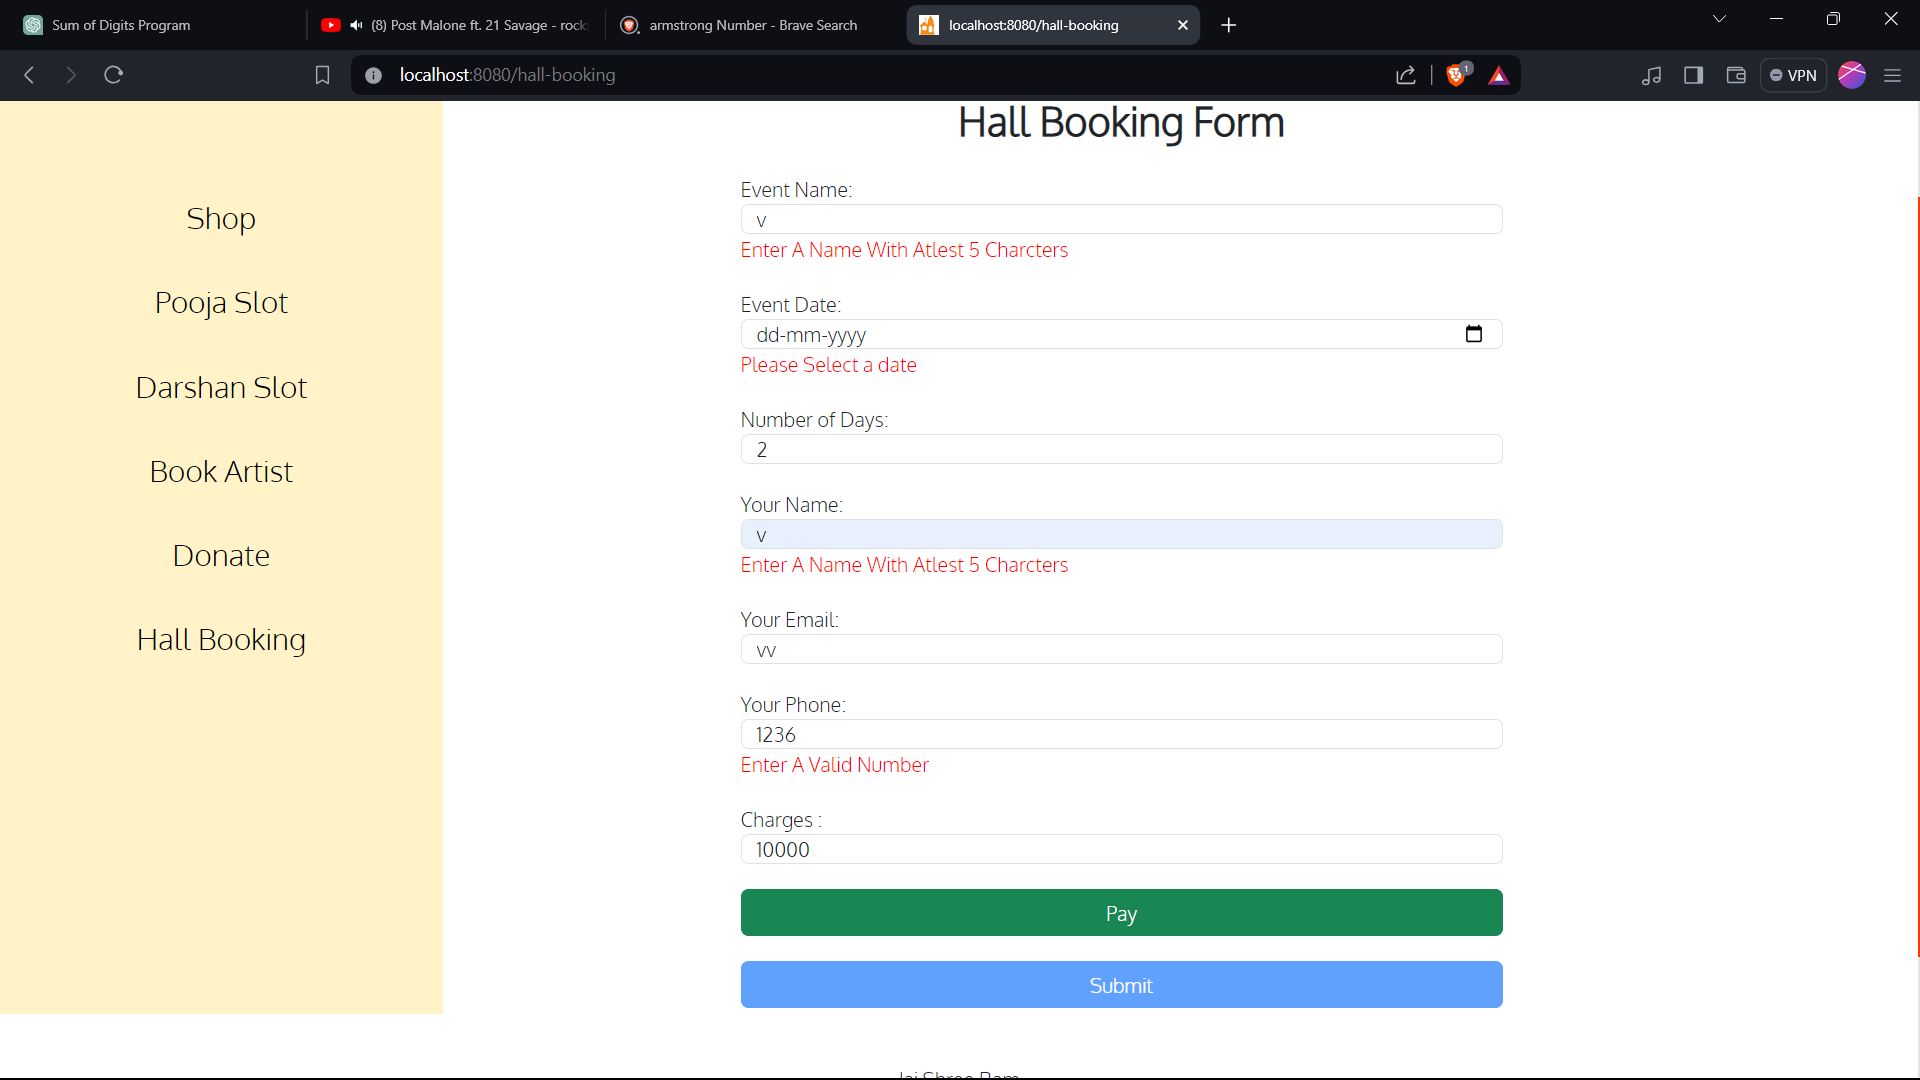 Sum of Digits Program
(8) Post Malone ft. 21 Savage - rock
armstrong Number - Brave Search
localhost:8080/hall-booking
localhost:8080/hall-booking
1
VPN
Shop
Pooja Slot
Darshan Slot
Book Artist
Donate
Hall Booking
Hall Booking Form
Event Name:
v
Enter A Name With Atlest 5 Charcters
Event Date:
dd-mm-yyyy
Please Select a date
Number of Days:
2
Your Name:
v
Enter A Name With Atlest 5 Charcters
Your Email:
vv
Your Phone:
1236
Enter A Valid Number
Charges :
10000
Pay
Submit
Jai Shree Ram